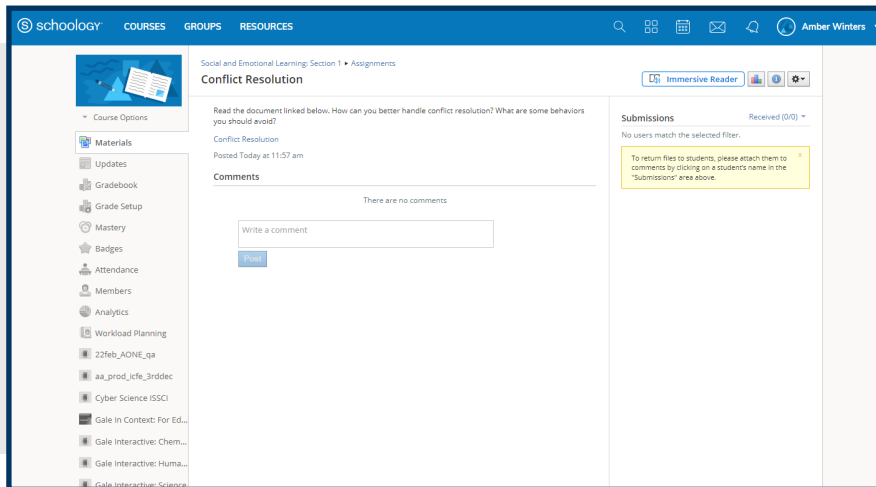 schoology COURSES GROUPS RESOURCES Amber Winters
Social and Emotional Learning: Section 1 ▸ Assignments
Conflict Resolution
Immersive Reader
Course Options
Materials
Updates
Gradebook
Grade Setup
Mastery
Badges
Attendance
Members
Analytics
Workload Planning
22feb_AONE_qa
aa_prod_icfe_3rddec
Cyber Science ISSCI
Gale In Context: For Ed...
Gale Interactive: Chem...
Gale Interactive: Huma...
Gale Interactive: Science
Read the document linked below. How can you better handle conflict resolution? What are some behaviors
you should avoid?
Conflict Resolution
Posted Today at 11:57 am
Comments
There are no comments
Write a comment
Post
Submissions Received (0/0)
No users match the selected filter.
To return files to students, please attach them to
comments by clicking on a student's name in the
"Submissions" area above.
x